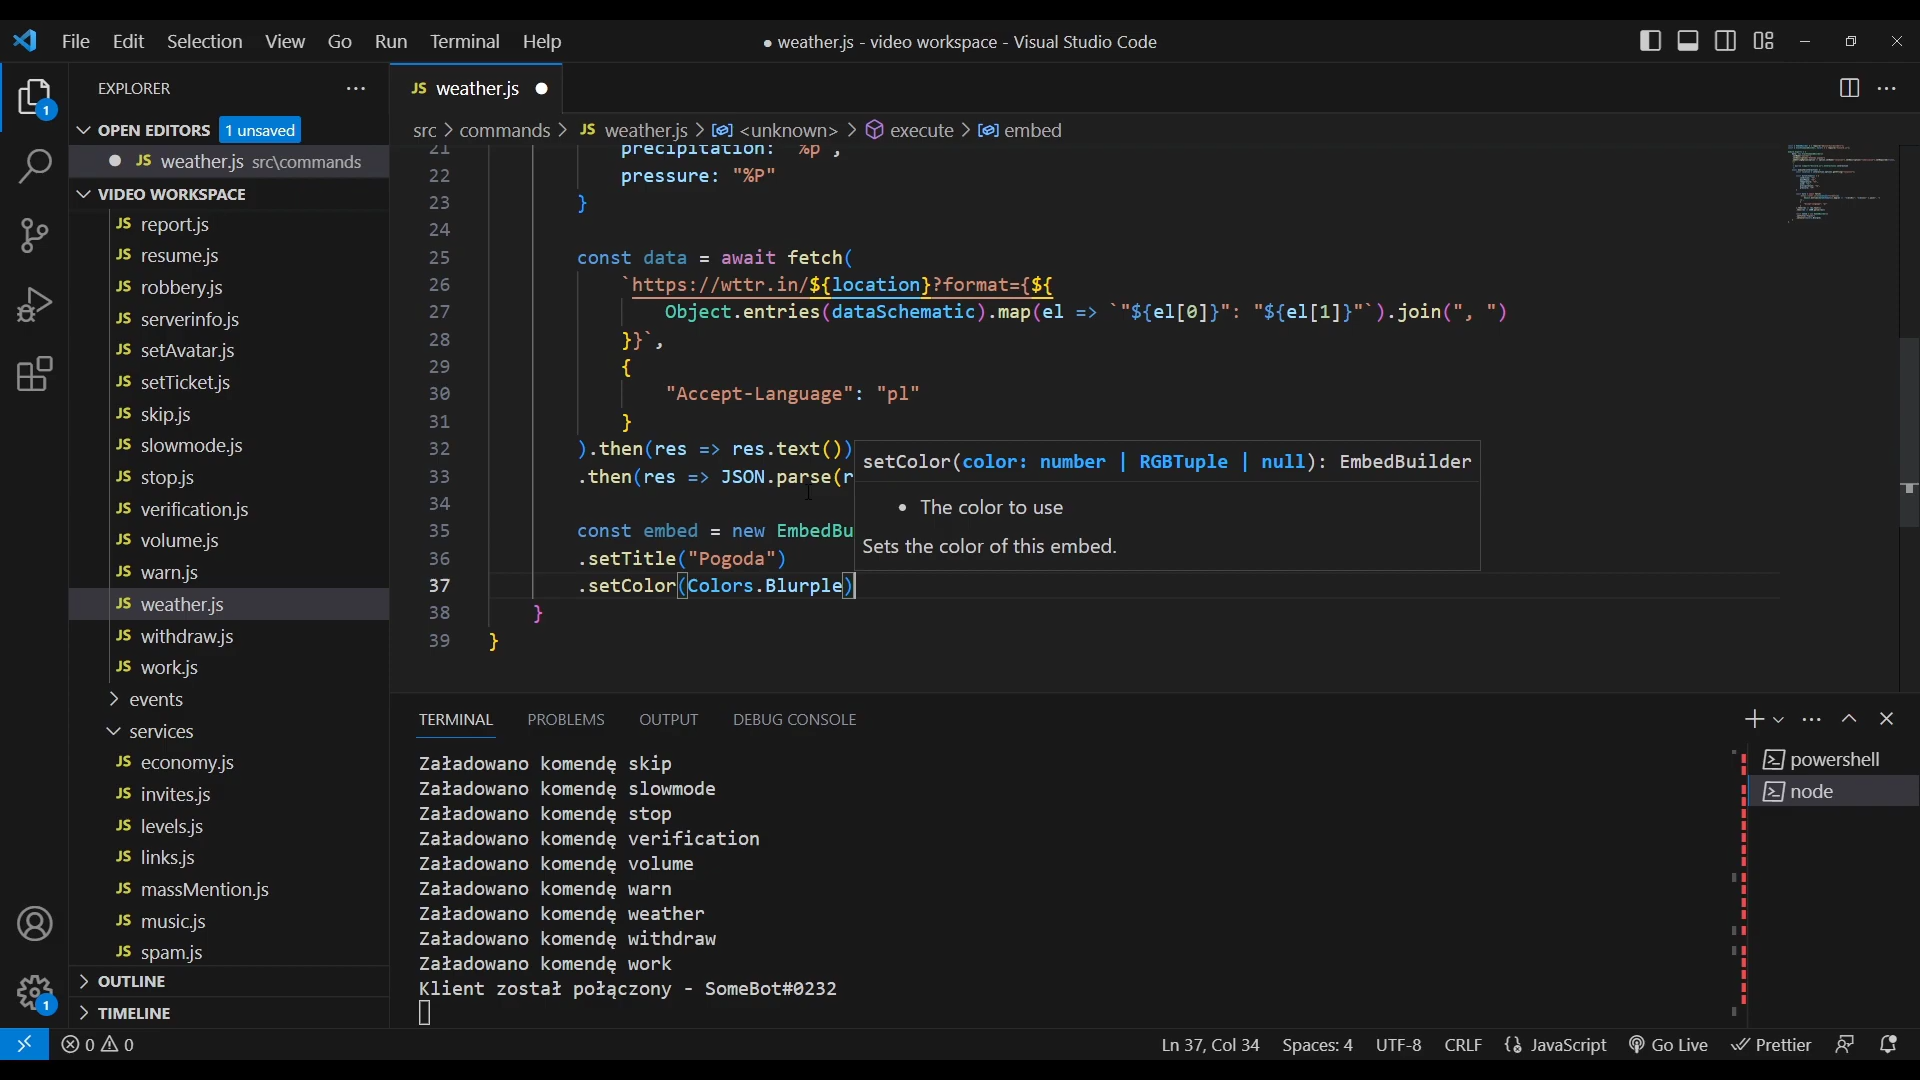 File Edit Selection View Go Run Terminal Help
● weather.js - video workspace - Visual Studio Code
EXPLORER
OPEN EDITORS 1 unsaved
JS weather.js src\commands
VIDEO WORKSPACE
JS report.js
JS resume.js
JS robbery.js
JS serverinfo.js
JS setAvatar.js
JS setTicket.js
JS skip.js
JS slowmode.js
JS stop.js
JS verification.js
JS volume.js
JS warn.js
JS weather.js
JS withdraw.js
JS work.js
events
services
JS economy.js
JS invites.js
JS levels.js
JS links.js
JS massMention.js
JS music.js
JS spam.js
OUTLINE
TIMELINE
1
1
JS weather.js
src > commands > JS weather.js > <unknown> > execute > embed
21 precipitation: "%p",
22 pressure: "%P"
23 }
24
25 const data = await fetch(
26 `https://wttr.in/${location}?format={${
27 Object.entries(dataSchematic).map(el => `"${el[0]}": "${el[1]}"`).join(", ")
28 }}`,
29 {
30 "Accept-Language": "pl"
31 }
32 ).then(res => res.text())
33 .then(res => JSON.parse(r
34
35 const embed = new EmbedBu
36 .setTitle("Pogoda")
37 .setColor(Colors.Blurple)
38 }
39 }
setColor(color: number | RGBTuple | null): EmbedBuilder
• The color to use
Sets the color of this embed.
TERMINAL PROBLEMS OUTPUT DEBUG CONSOLE
Załadowano komendę skip
Załadowano komendę slowmode
Załadowano komendę stop
Załadowano komendę verification
Załadowano komendę volume
Załadowano komendę warn
Załadowano komendę weather
Załadowano komendę withdraw
Załadowano komendę work
Klient został połączony - SomeBot#0232
powershell
node
0 0
Ln 37, Col 34 Spaces: 4 UTF-8 CRLF JavaScript Go Live Prettier